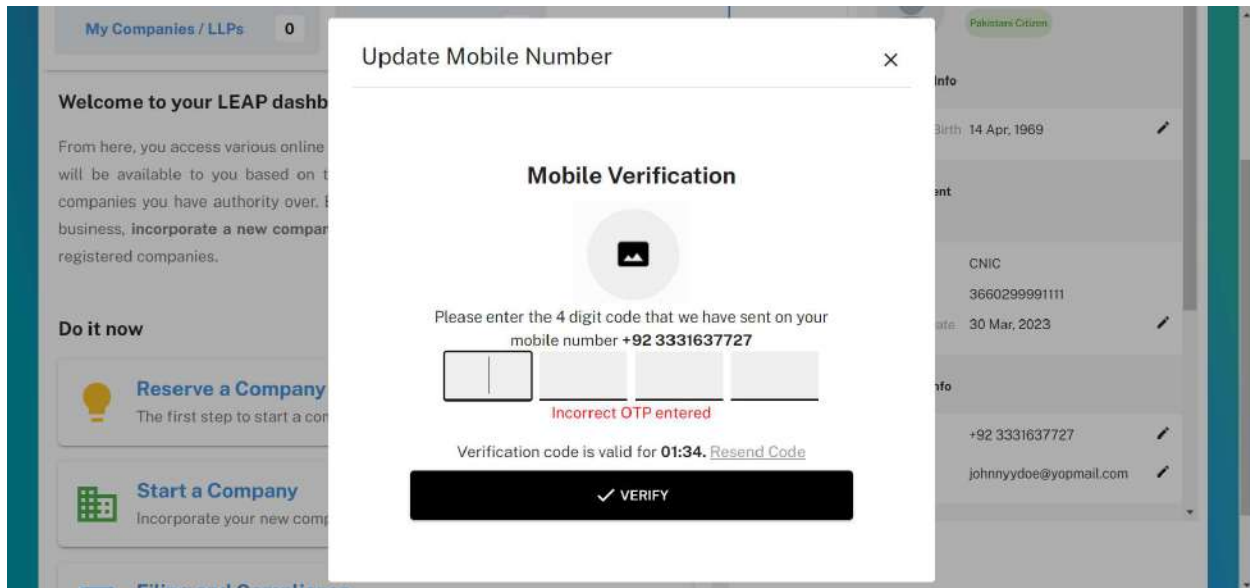 My Companies / LLPs 0
Welcome to your LEAP dashb
From here, you access various online
will be available to you based on t
companies you have authority over.
business, incorporate a new compar
registered companies.
Do it now
Reserve a Company
The first step to start a con
Start a Company
Incorporate your new comp
Update Mobile Number
Mobile Verification
Please enter the 4 digit code that we have sent on your
mobile number +92 3331637727
Incorrect OTP entered
Verification code is valid for 01:34. Resend Code
VERIFY
Pakistani Citizen
Info
Birth 14 Apr, 1969
ent
CNIC
3660299991111
ate 30 Mar, 2023
nfo
+92 3331637727
johnnyydoe@yopmail.com